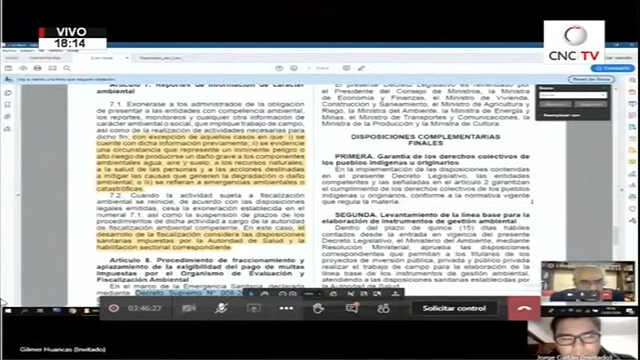 VIVO
18:14
CNC TV
Compartir
Artículo 7. Reportes de información de carácter
ambiental
7.1. Exonerase a los administrados de la obligación
de presentar a las entidades con competencia ambiental,
los reportes, monitoreos y cualquier otra información de
carácter ambiental o social, que implique trabajo de campo,
así como de la realización de actividades necesarias para
dicho fin; con excepción de aquellos casos en que: i) se
cuente con dicha información previamente; ii) se evidencie
una circunstancia que represente un inminente peligro o
alto riesgo de producirse un daño grave a los componentes
ambientales agua, aire y suelo; a los recursos naturales;
a la salud de las personas y a las acciones destinadas
a mitigar las causas que generan la degradación o daño
ambiental; o iii) se refieran a emergencias ambientales o
catastróficas.
7.2. Cuando la actividad sujeta a fiscalización
ambiental se reinicie, de acuerdo con las disposiciones
legales emitidas, cesa la exoneración establecida en el
numeral 7.1. así como la suspensión de plazos de los
procedimientos de dicha actividad a cargo de la autoridad
de fiscalización ambiental competente. En este caso, el
desarrollo de la fiscalización considera las disposiciones
sanitarias impuestas por la Autoridad de Salud y la
habilitación sectorial correspondiente.
Artículo 8. Procedimiento de fraccionamiento y
aplazamiento de la exigibilidad del pago de multas
impuestas por el Organismo de Evaluación y
Fiscalización Ambiental
En el marco de la Emergencia Sanitaria declarada
mediante Decreto Supremo N° 008-2
El presente Decreto Legislativo es refrendado por
el Presidente del Consejo de Ministros, la Ministra
de Economía y Finanzas, el Ministro de Vivienda,
Construcción y Saneamiento, el Ministro de Agricultura y
Riego, la Ministra del Ambiente, la Ministra de Energía y
Minas, el Ministro de Transportes y Comunicaciones, la
Ministra de la Producción y la Ministra de Cultura.
DISPOSICIONES COMPLEMENTARIAS
FINALES
PRIMERA. Garantía de los derechos colectivos de
los pueblos indígenas u originarios
En la implementación de las disposiciones contenidas
en el presente Decreto Legislativo, las entidades
competentes y las señaladas en el artículo 2 garantizan
el cumplimiento de los derechos colectivos de los pueblos
indígenas u originarios, conforme a la normativa vigente
que regula la materia.
SEGUNDA. Levantamiento de la línea base para la
elaboración de instrumentos de gestión ambiental
Dentro del plazo de quince (15) días hábiles
contados desde la entrada en vigencia del presente
Decreto Legislativo, el Ministerio del Ambiente, mediante
Resolución Ministerial, aprueba las disposiciones
correspondientes que permitan a los titulares de los
proyectos de inversión pública, privada y público privada
realizar el trabajo de campo para la elaboración de la
línea base de los instrumentos de gestión ambiental,
atendiendo a las disposiciones sanitarias establecidas por
la Autoridad de Salud.
03:46:27
Solicitar control
Gilmer Huancas (Invitado)
Jorge Gaitán (Invitado)